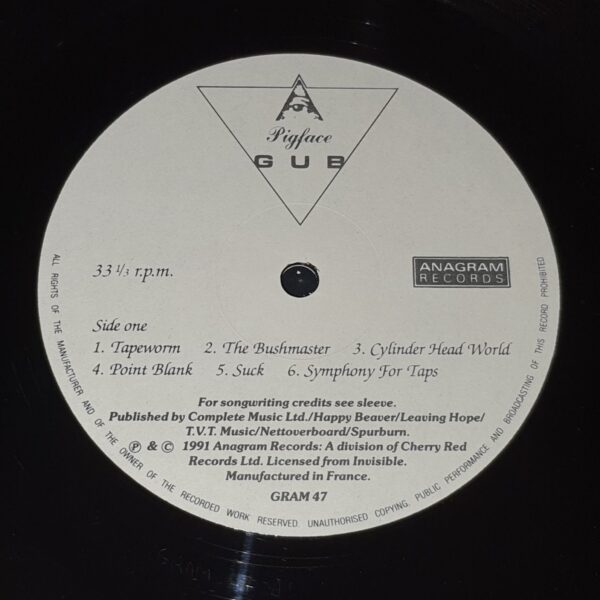 Pigface
GUB
33 1/3 r.p.m.
ANAGRAM
RECORDS
Side one
1. Tapeworm 2. The Bushmaster 3. Cylinder Head World
4. Point Blank 5. Suck 6. Symphony For Taps
For songwriting credits see sleeve.
Published by Complete Music Ltd./Happy Beaver/Leaving Hope/
T.V.T. Music/Nettoverboard/Spurburn.
℗ & © 1991 Anagram Records: A division of Cherry Red
Records Ltd. Licensed from Invisible.
Manufactured in France.
GRAM 47
ALL RIGHTS OF THE MANUFACTURER AND OF THE OWNER OF THE RECORDED WORK RESERVED. UNAUTHORISED COPYING, PUBLIC PERFORMANCE AND BROADCASTING OF THIS RECORD PROHIBITED.